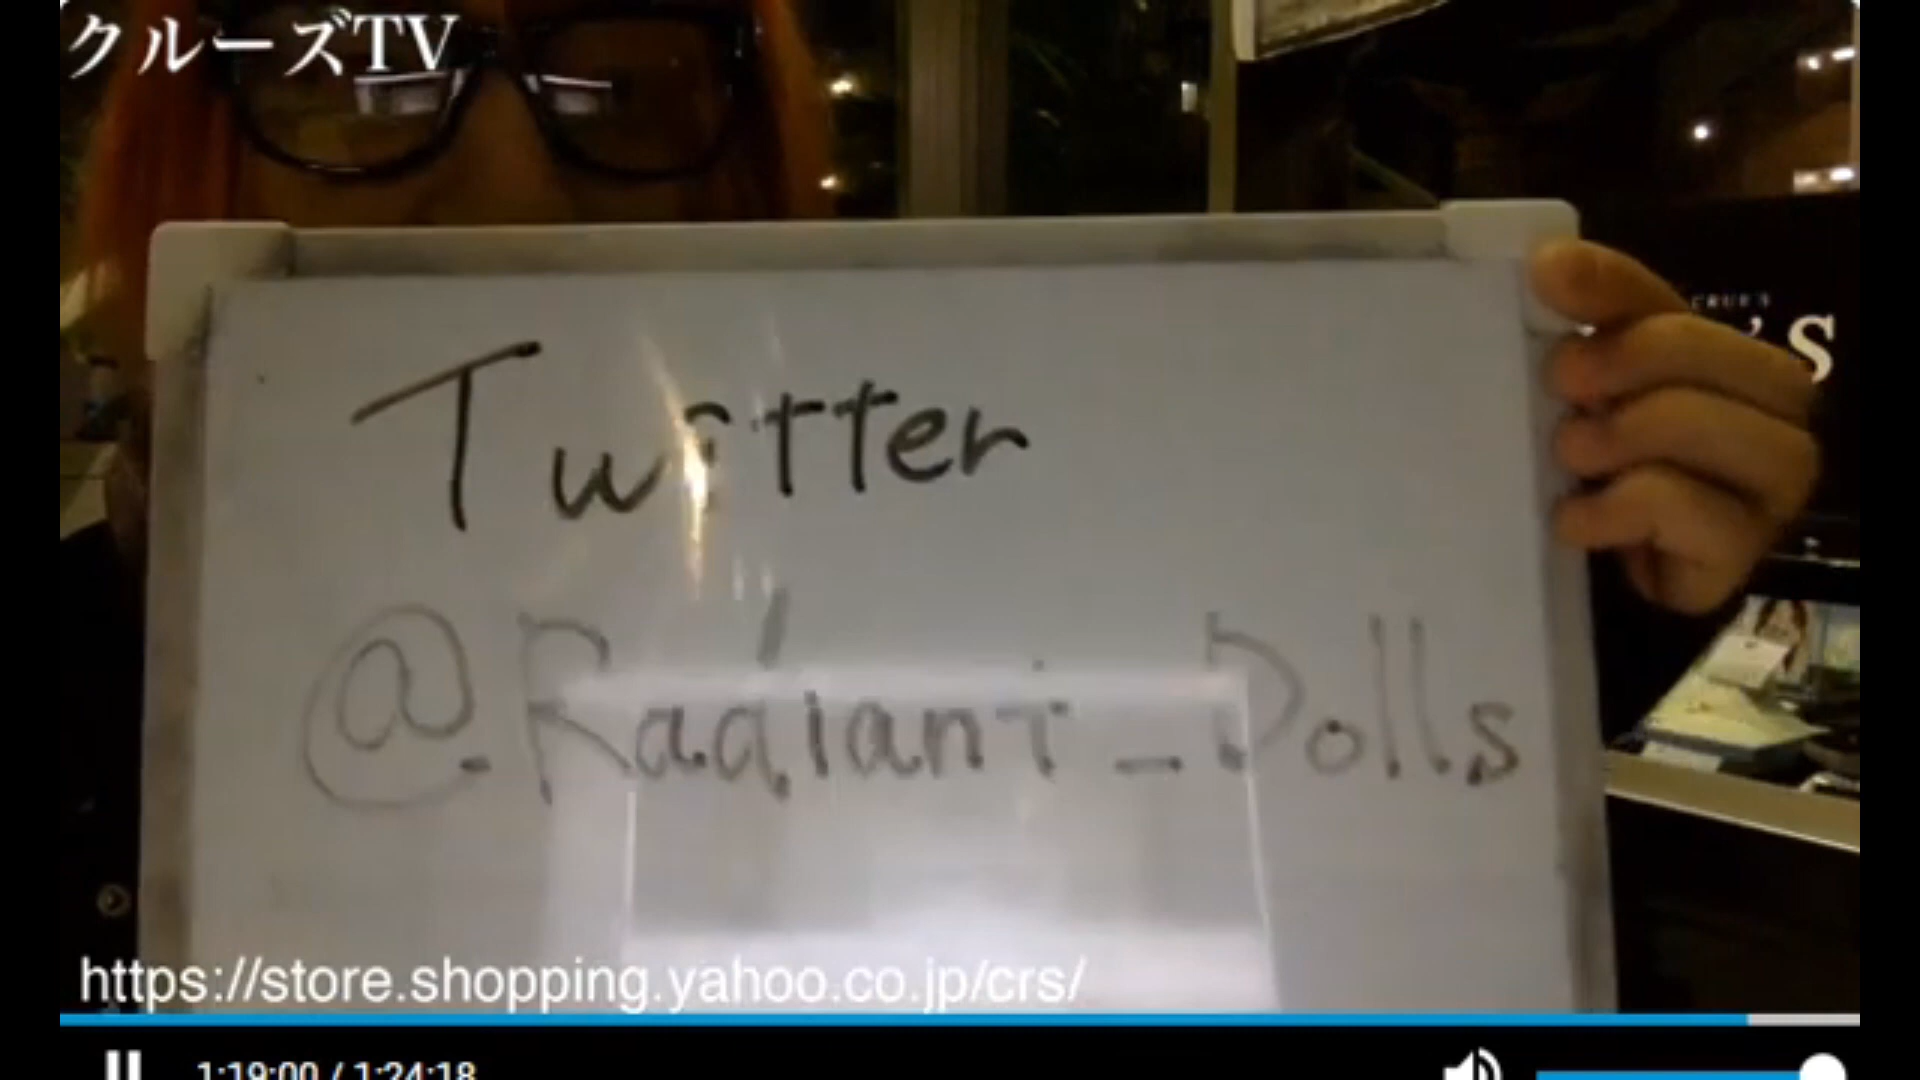 クルーズTV
CRUE'S
'S
Twitter
@Radiant_Dolls
https://store.shopping.yahoo.co.jp/crs/
1:19:00 / 1:24:18